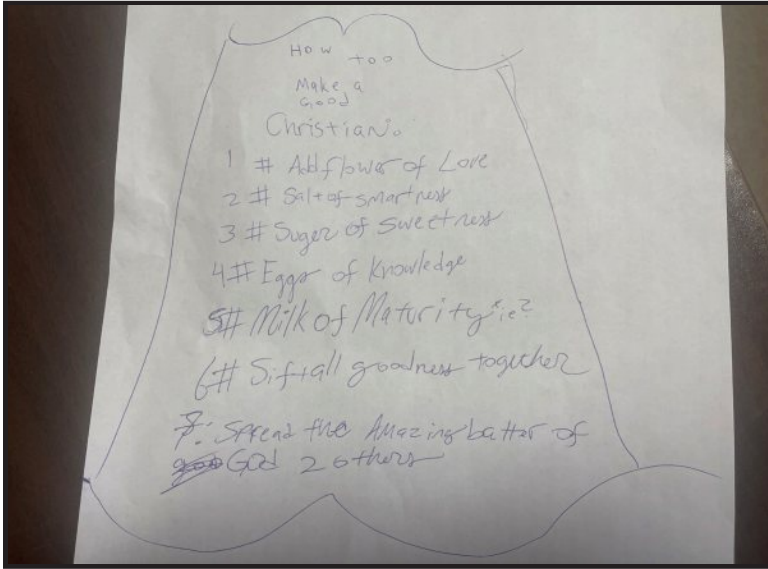 How too
Make a
Good
Christian.
1 # Add flower of Love
2 # Salt of smartness
3 # Suger of sweetness
4# Eggs of Knowledge
5# Milk of Maturity
6# Sift all goodness together
7: Spread the Amazing batter of
God 2 others